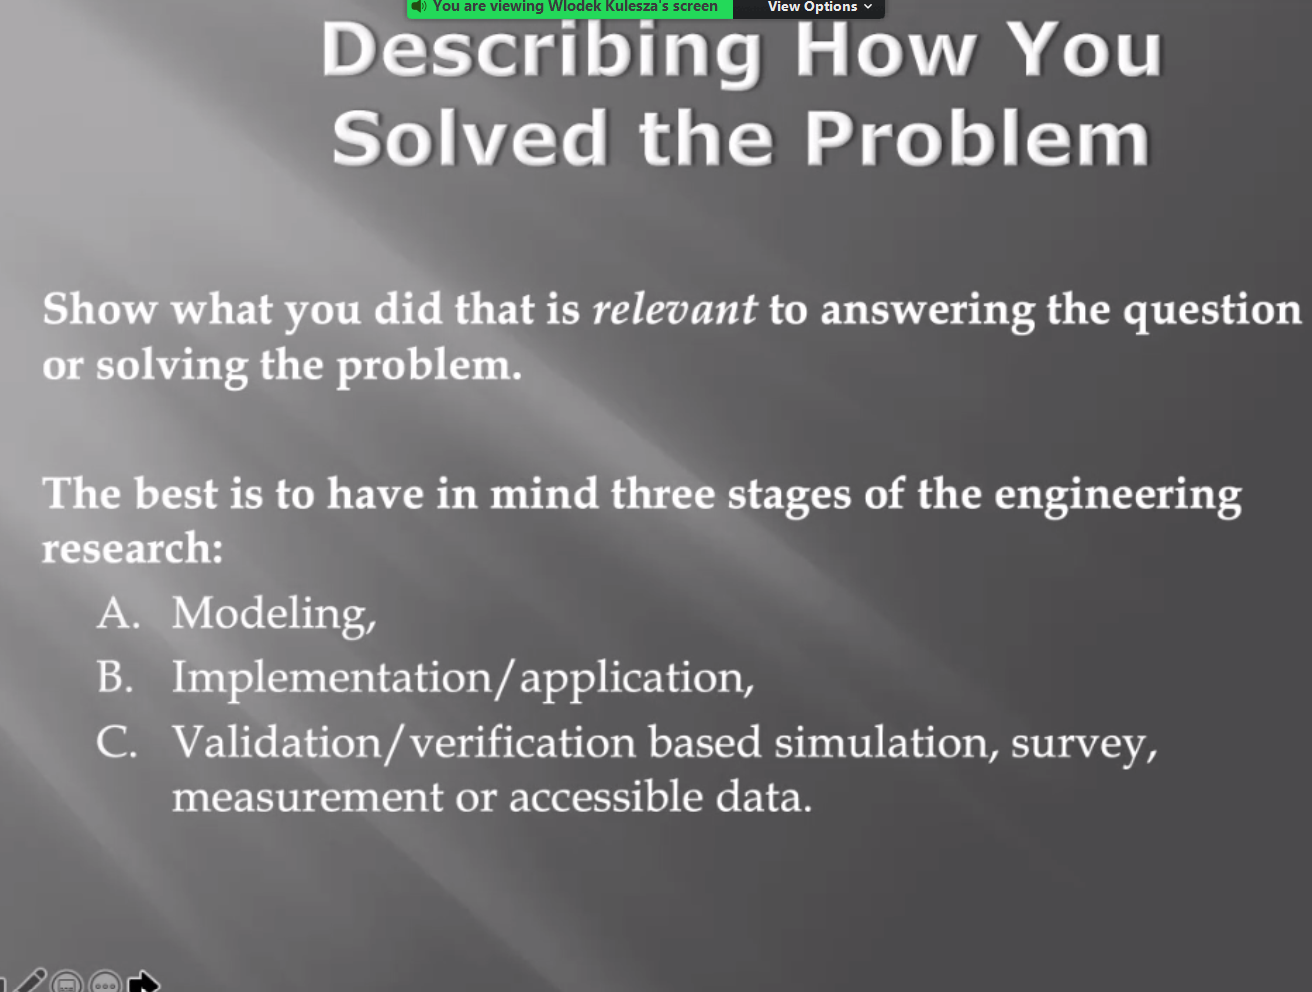 You are viewing Wlodek Kulesza's screen
View Options
Describing How You
Solved the Problem
Show what you did that is relevant to answering the question
or solving the problem.
The best is to have in mind three stages of the engineering
research:
A. Modeling,
B. Implementation/application,
C. Validation/verification based simulation, survey,
measurement or accessible data.